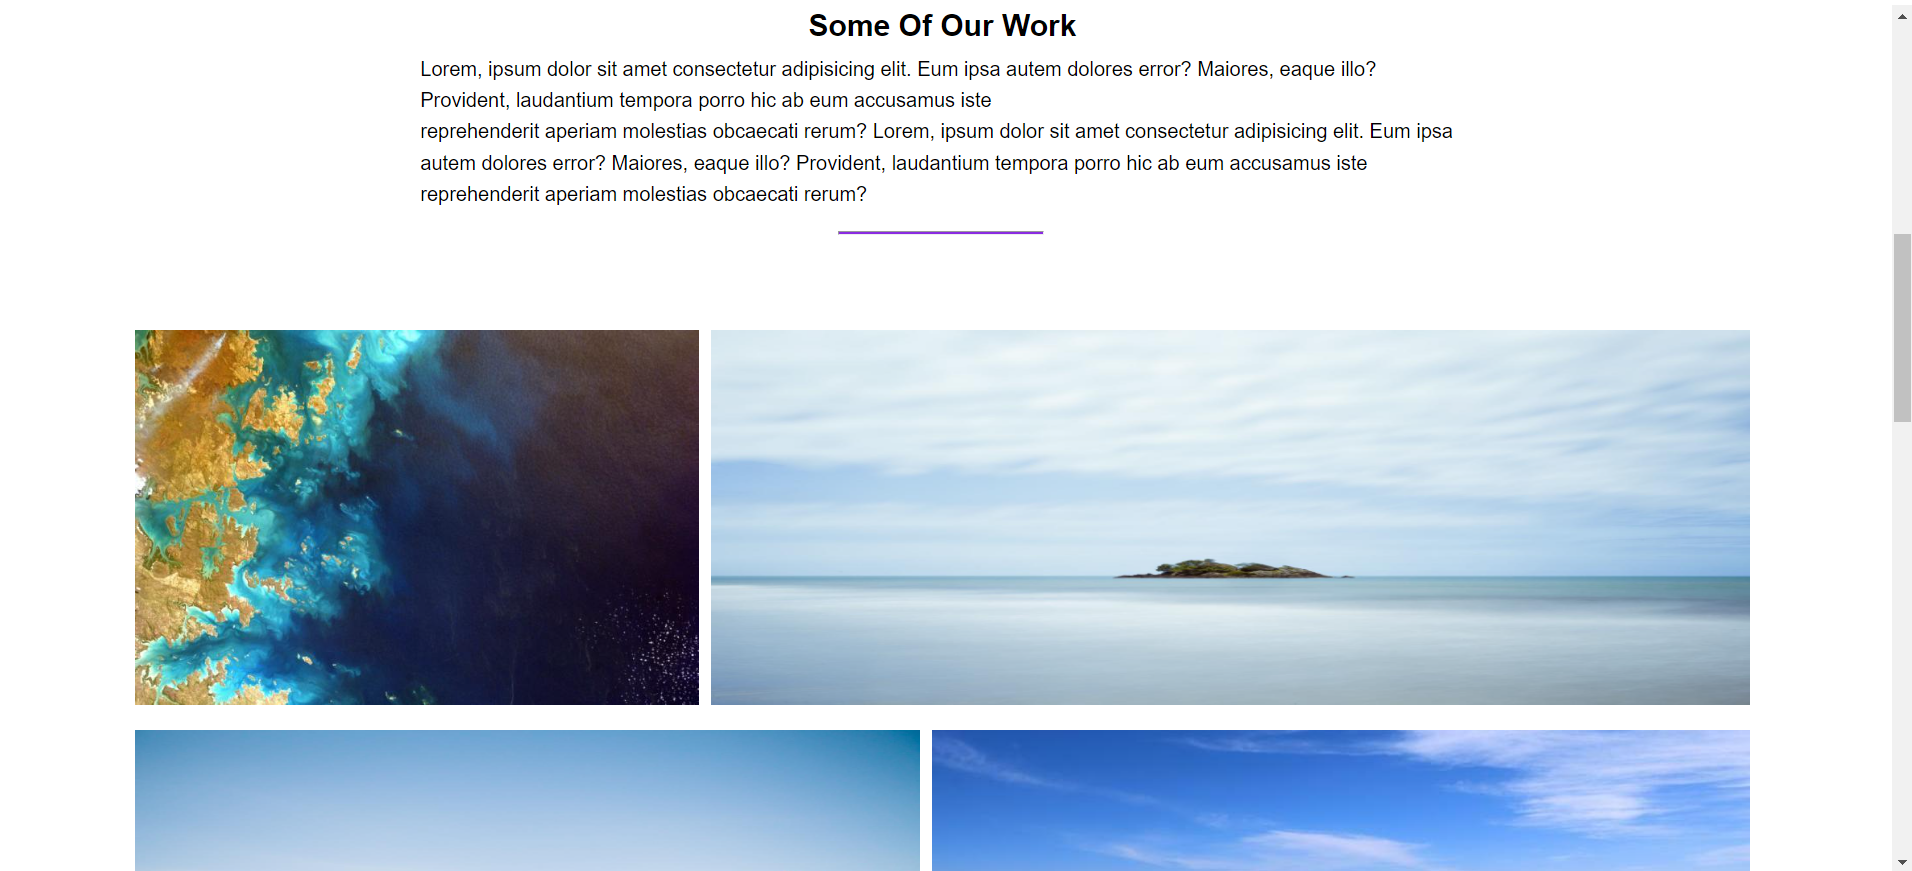 Some Of Our Work
Lorem, ipsum dolor sit amet consectetur adipisicing elit. Eum ipsa autem dolores error? Maiores, eaque illo?
Provident, laudantium tempora porro hic ab eum accusamus iste
reprehenderit aperiam molestias obcaecati rerum? Lorem, ipsum dolor sit amet consectetur adipisicing elit. Eum ipsa
autem dolores error? Maiores, eaque illo? Provident, laudantium tempora porro hic ab eum accusamus iste
reprehenderit aperiam molestias obcaecati rerum?